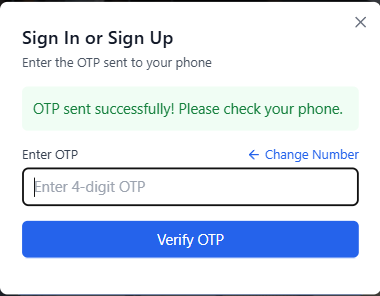 Sign In or Sign Up
Enter the OTP sent to your phone
OTP sent successfully! Please check your phone.
Enter OTP
← Change Number
Enter 4-digit OTP
Verify OTP